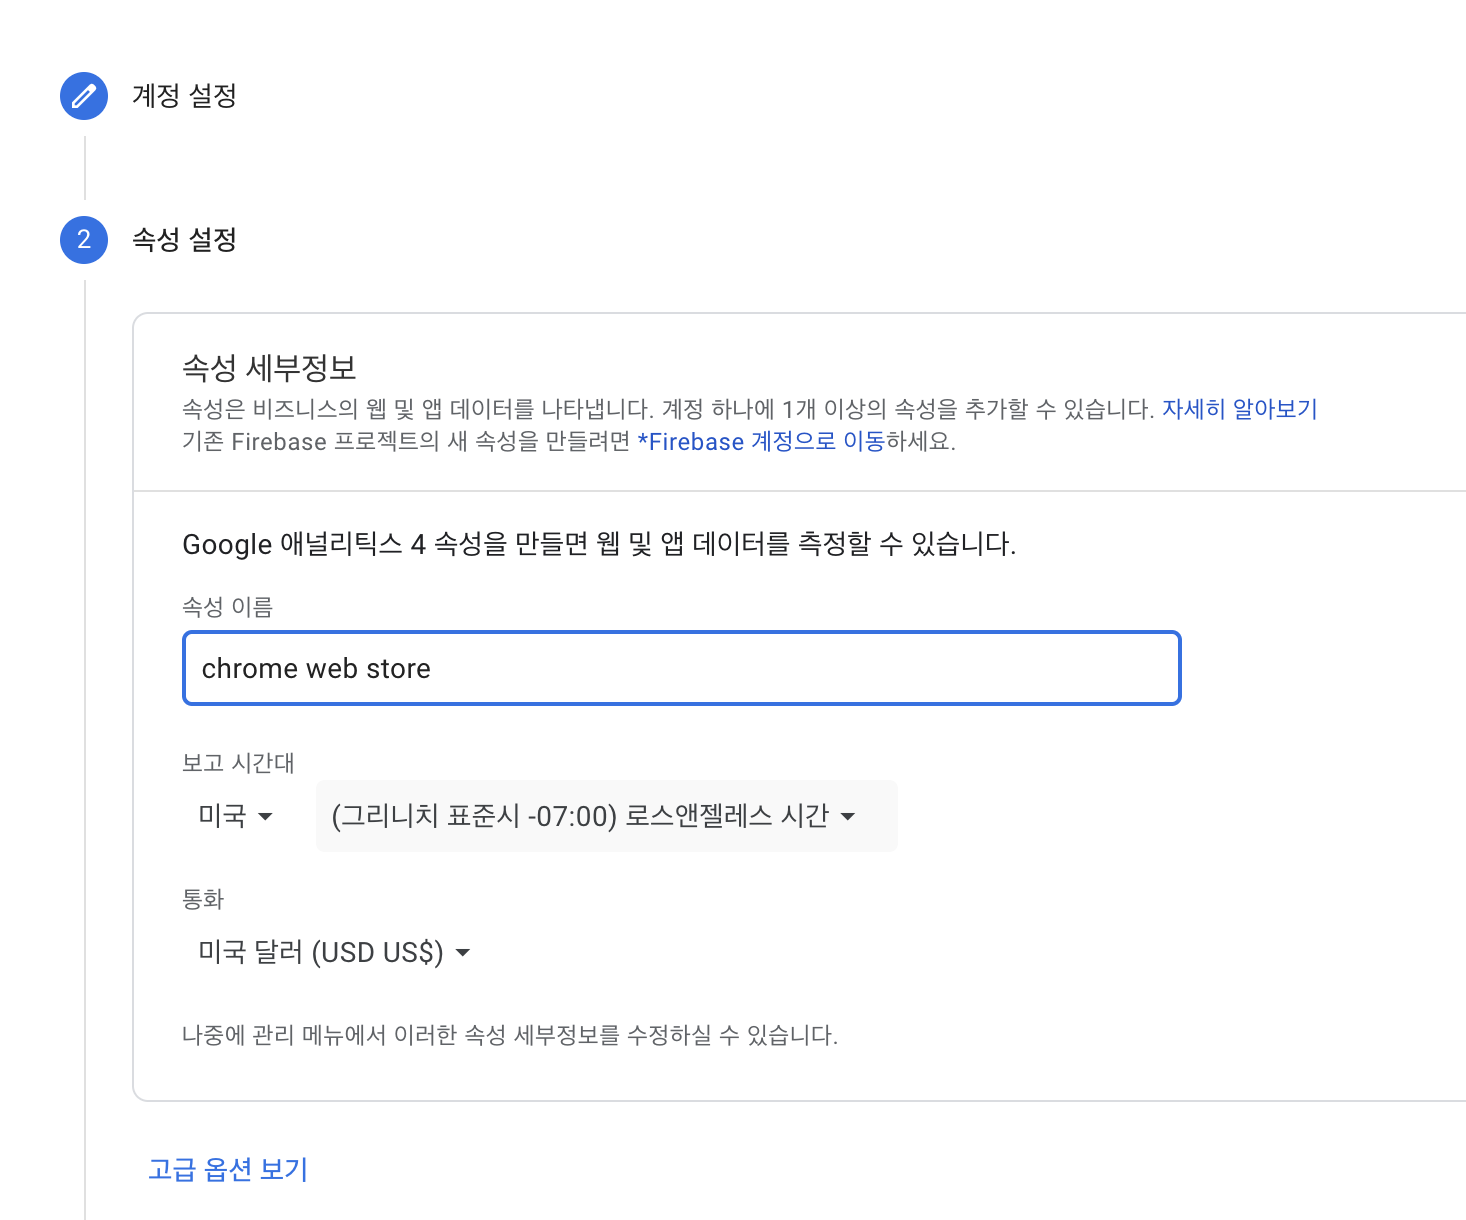 계정 설정
2 속성 설정
속성 세부정보
속성은 비즈니스의 웹 및 앱 데이터를 나타냅니다. 계정 하나에 1개 이상의 속성을 추가할 수 있습니다. 자세히 알아보기
기존 Firebase 프로젝트의 새 속성을 만들려면 *Firebase 계정으로 이동하세요.
Google 애널리틱스 4 속성을 만들면 웹 및 앱 데이터를 측정할 수 있습니다.
속성 이름
chrome web store
보고 시간대
미국 (그리니치 표준시 -07:00) 로스앤젤레스 시간
통화
미국 달러 (USD US$)
나중에 관리 메뉴에서 이러한 속성 세부정보를 수정하실 수 있습니다.
고급 옵션 보기